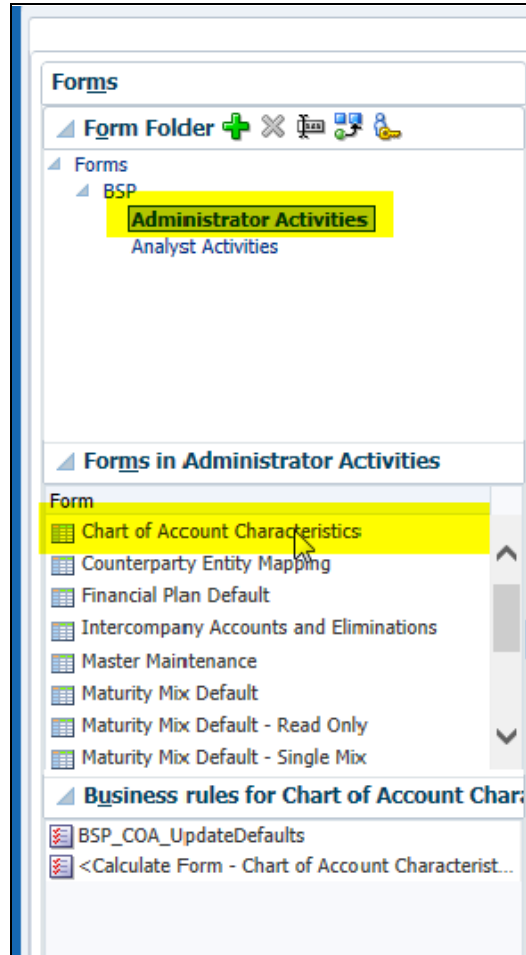 Forms
Form Folder
Forms
BSP
Administrator Activities
Analyst Activities
Forms in Administrator Activities
Form
Chart of Account Characteristics
Counterparty Entity Mapping
Financial Plan Default
Intercompany Accounts and Eliminations
Master Maintenance
Maturity Mix Default
Maturity Mix Default - Read Only
Maturity Mix Default - Single Mix
Business rules for Chart of Account Chara
BSP_COA_UpdateDefaults
<Calculate Form - Chart of Account Characterist...